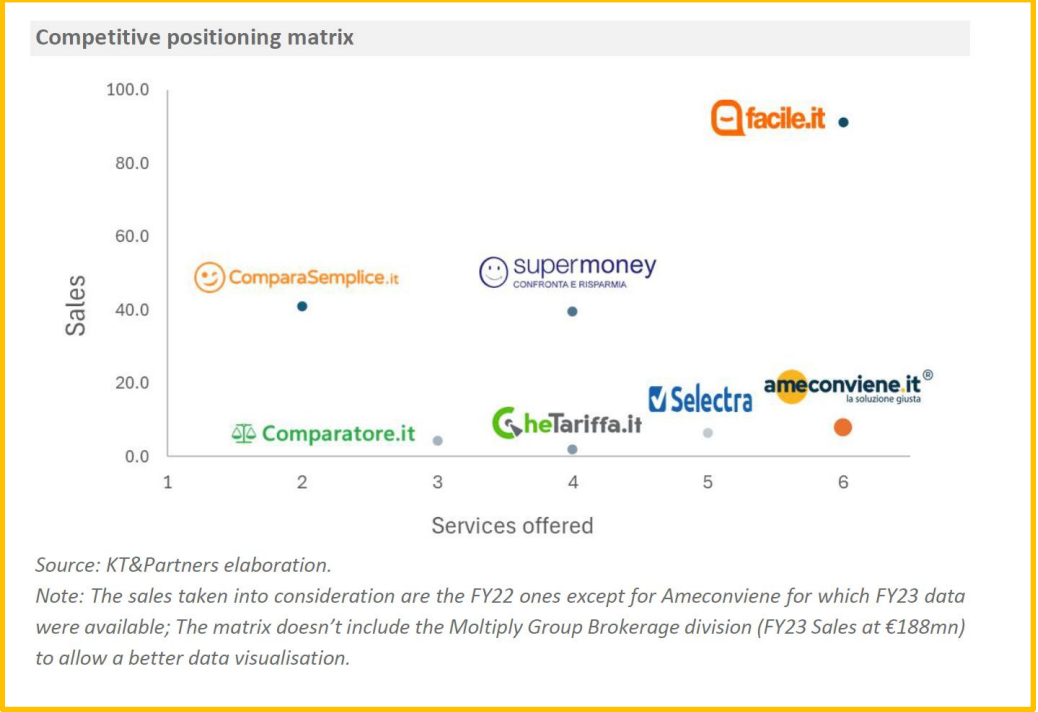 Competitive positioning matrix
100.0
facile.it
80.0
60.0
ComparaSemplice.it
supermoney
CONFRONTA E RISPARMIA
Sales
40.0
20.0
Selectra
ameconviene.it®
la soluzione giusta
Comparatore.it
CheTariffa.it
0.0
1 2 3 4 5 6
Services offered
Source: KT&Partners elaboration.
Note: The sales taken into consideration are the FY22 ones except for Ameconviene for which FY23 data
were available; The matrix doesn't include the Moltiply Group Brokerage division (FY23 Sales at €188mn)
to allow a better data visualisation.